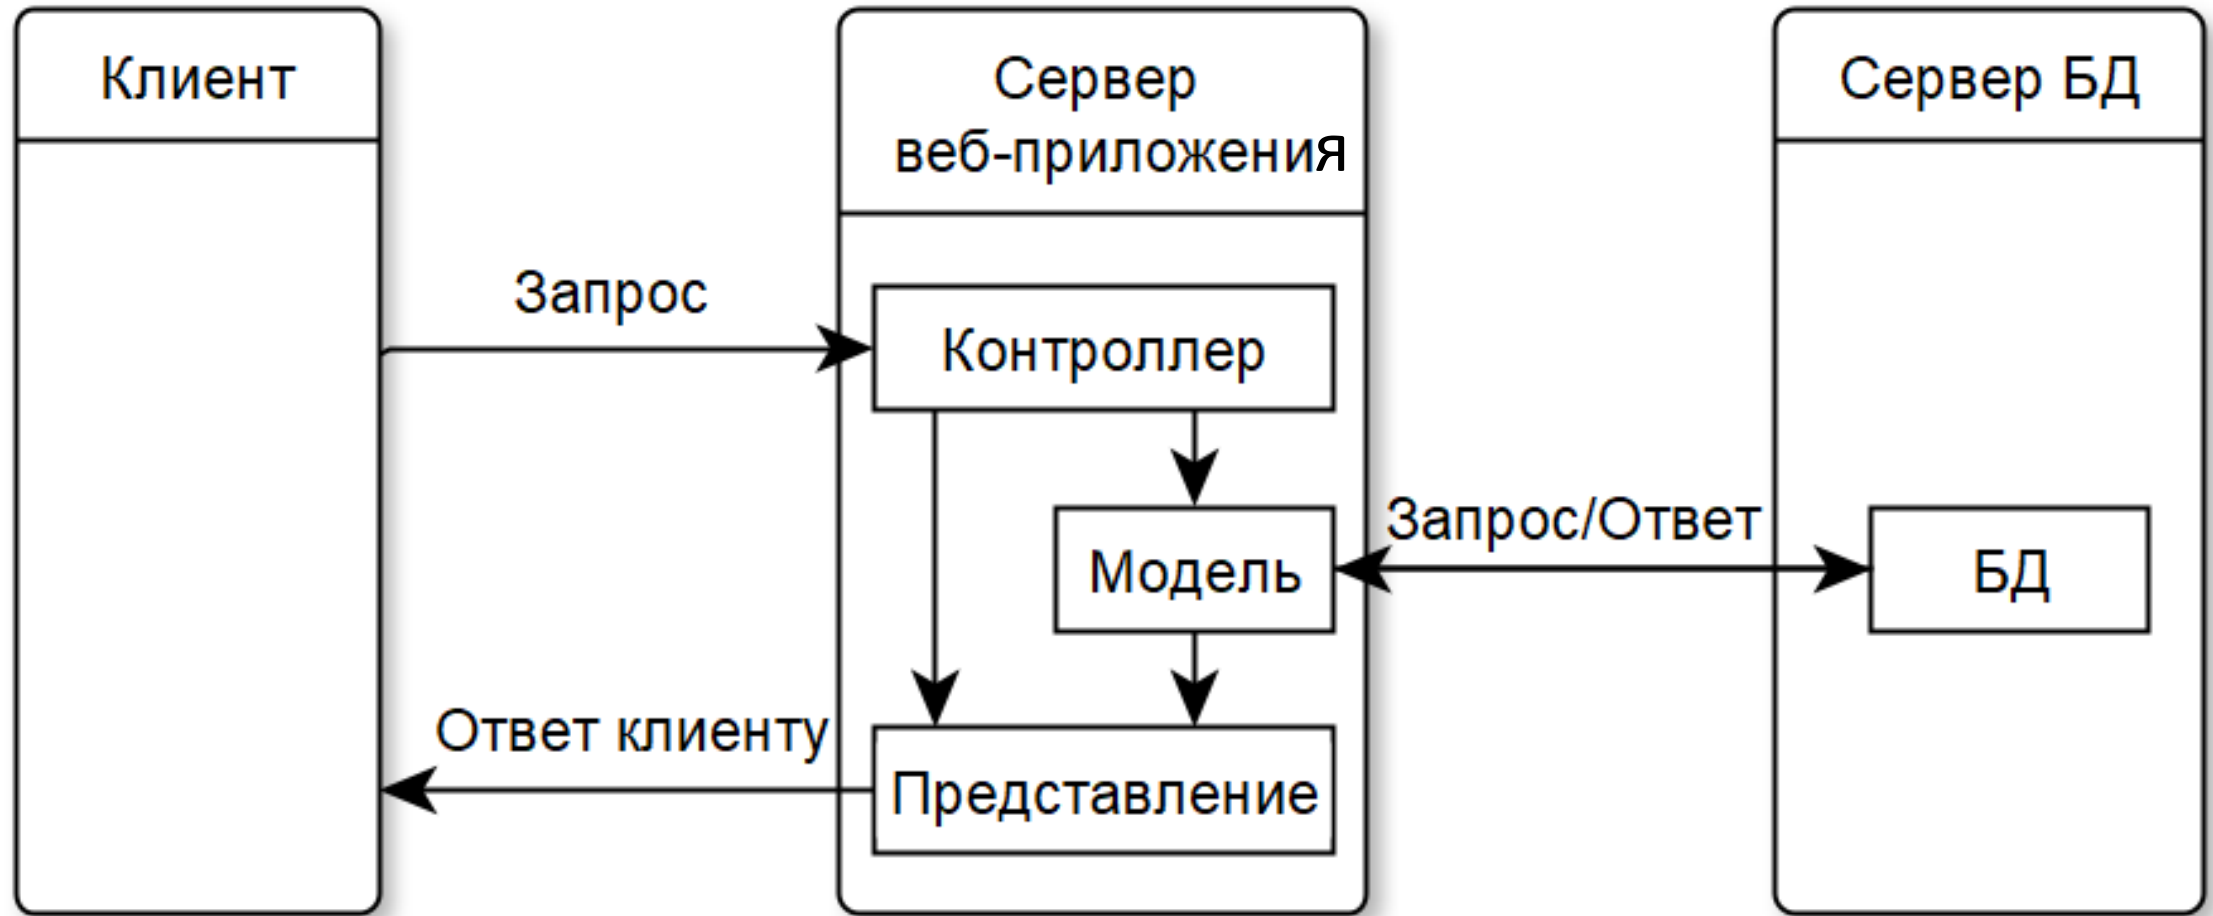 Клиент
Сервер
веб-приложения
Сервер БД
Запрос
Контроллер
Запрос/Ответ
Модель
БД
Ответ клиенту
Представление